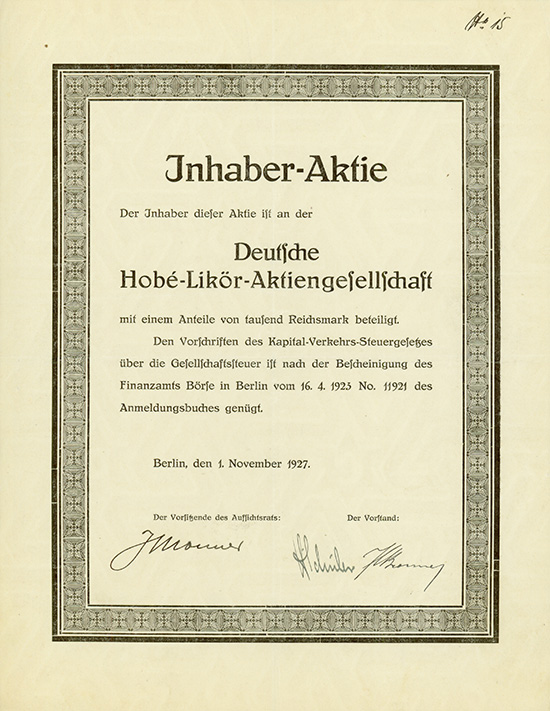 No 15
Inhaber-Aktie
Der Inhaber dieſer Aktie iſt an der
Deutſche
Hobé-Likör-Aktiengeſellſchaft
mit einem Anteile von tauſend Reichsmark beteiligt.
Den Vorſchriften des Kapital-Verkehrs-Steuergeſetzes
über die Geſellſchaftsſteuer iſt nach der Beſcheinigung des
Finanzamts Börſe in Berlin vom 16. 4. 1923 No. 11921 des
Anmeldungsbuches genügt.
Berlin, den 1. November 1927.
Der Vorſitzende des Aufſichtsrats: Der Vorſtand: